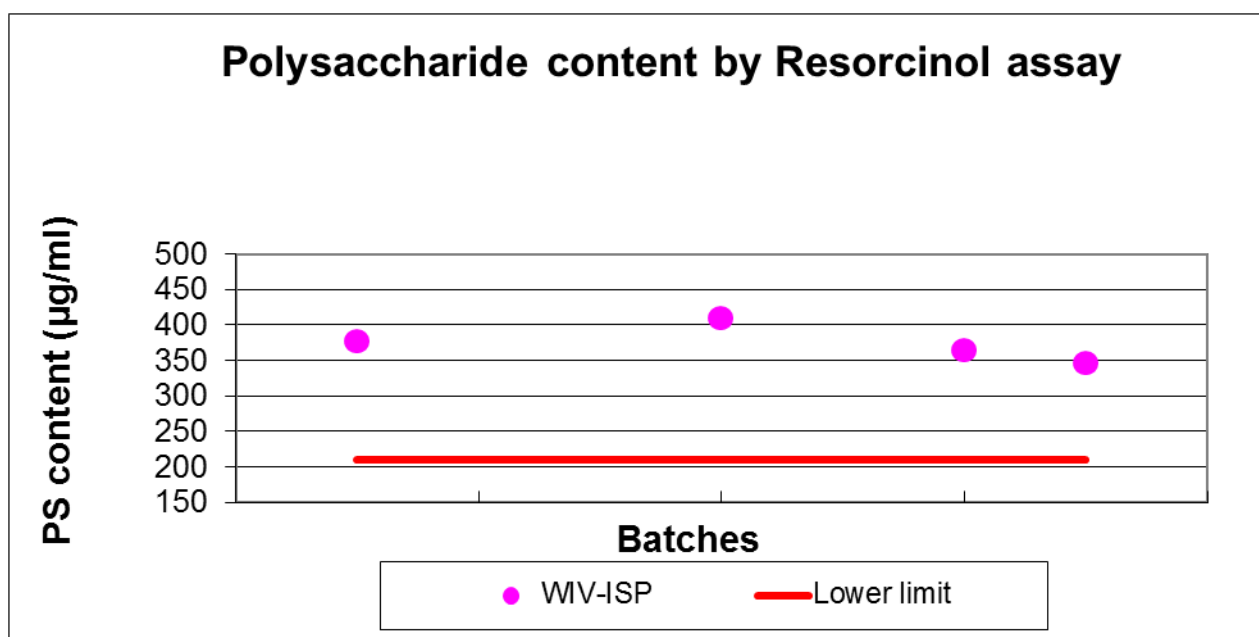 Polysaccharide content by Resorcinol assay
PS content (µg/ml)
500
450
400
350
300
250
200
150
Batches
WIV-ISP
Lower limit